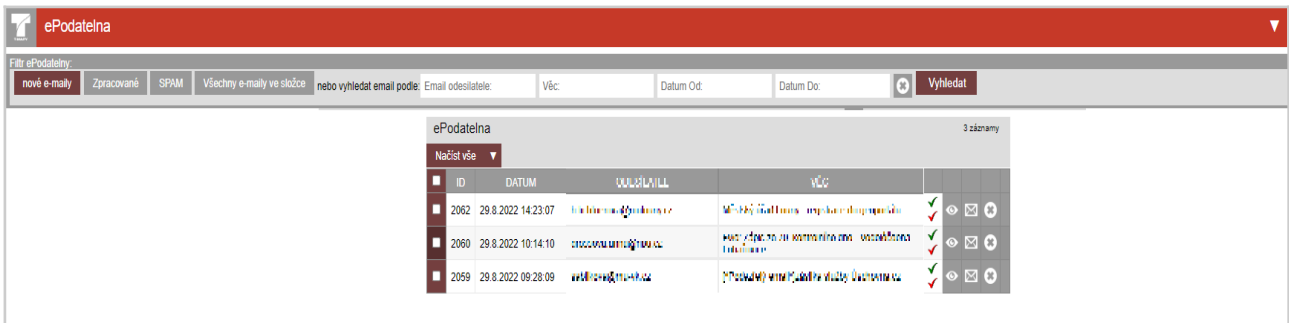 ePodatelna
Filtr ePodatelny:
nové e-maily Zpracované SPAM Všechny e-maily ve složce nebo vyhledat email podle: Email odesilatele: Věc: Datum Od: Datum Do: Vyhledat
ePodatelna 3 záznamy
Načíst vše
ID DATUM ODESÍLATEL VĚC
2062 29.8.2022 14:23:07
2060 29.8.2022 10:14:10
2059 29.8.2022 09:28:09